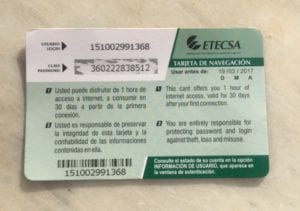 USUARIO
LOGIN
151002991368
CLAVE
PASSWORD
360222838512
ETECSA
TARJETA DE NAVEGACIÓN
Usar antes de: 19/03/2017
D M A
Usted puede disfrutar de 1 hora de
acceso a Internet, a consumir en
30 días a partir de la primera
conexión.
This card offers you 1 hour of
Internet access, valid for 30 days
after your first connection.
Usted es responsable de preservar
la integridad de esta tarjeta y la
confiabilidad de las informaciones
contenidas en ella.
You are entirely responsible for
protecting password and login
against theft, loss and misuse.
151002991368
Consulte el estado de su cuenta en la opción
INFORMACIÓN DE USUARIO, que aparece en la
ventana de autenticación.